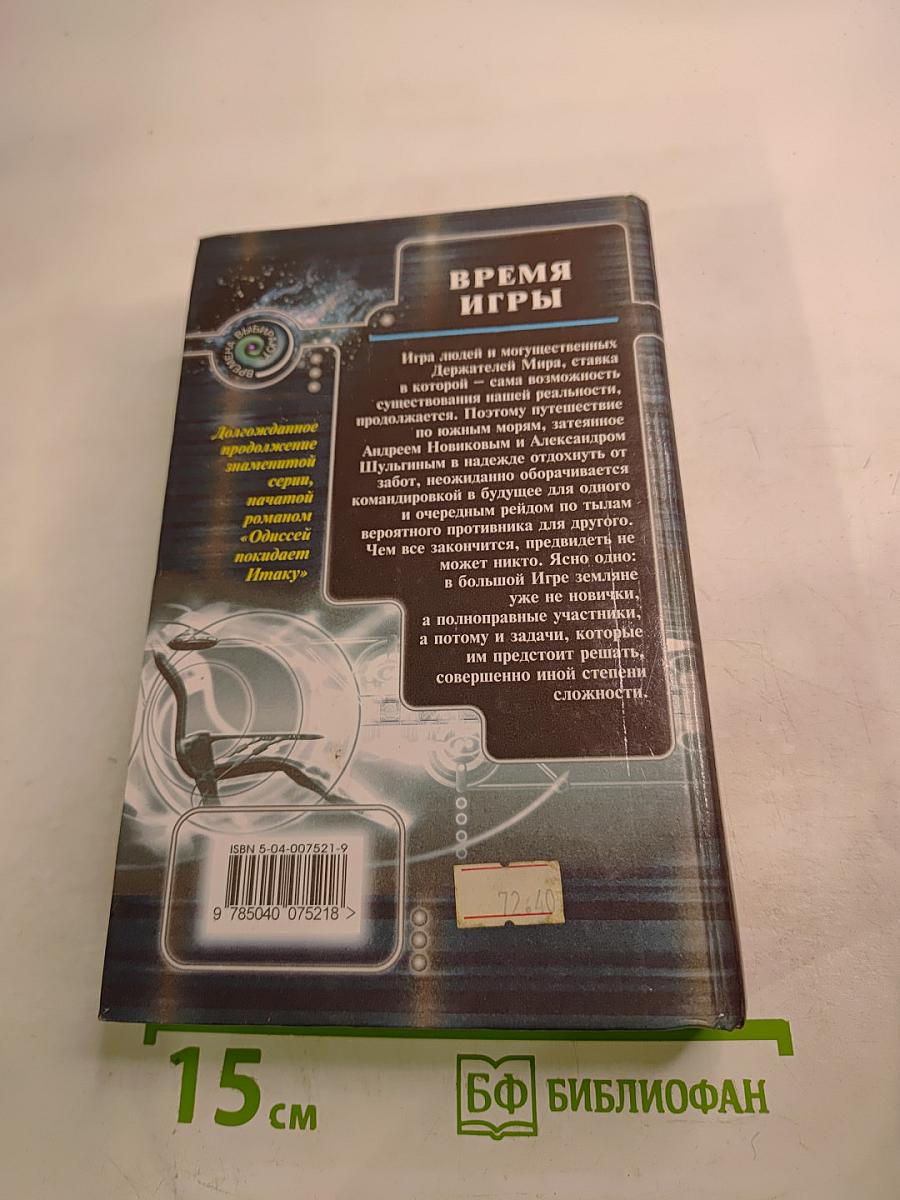 ВРЕМЯ
ИГРЫ
Игра людей и могущественных
Держателей Мира, ставка
в которой – сама возможность
существования нашей реальности,
продолжается. Поэтому путешествие
по южным морям, затеянное
Андреем Новиковым и Александром
Шульгиным в надежде отдохнуть от
забот, неожиданно оборачивается
командировкой в будущее для одного
и очередным рейдом по тылам
вероятного противника для другого.
Чем все закончится, предвидеть не
может никто. Ясно одно:
в большой Игре земляне
уже не новички,
а полноправные участники,
а потому и задачи, которые
им предстоит решать,
совершенно иной степени
сложности.
ВРЕМЕНА ВЫБИРАЮТ
Долгожданное
продолжение
знаменитой
серии,
начатой
романом
«Одиссей
покидает
Итаку»
ISBN 5-04-007521-9
9 785040 075218 >
72.40
15 см
БФ БИБЛИОФАН